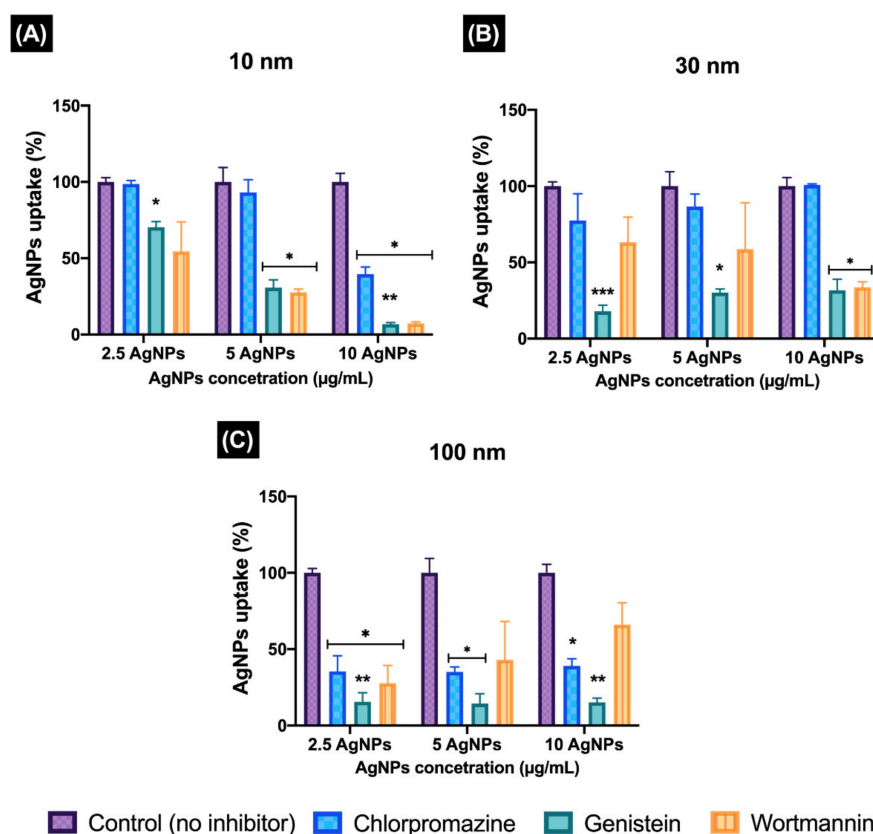 (A)
10 nm
AgNPs uptake (%)
150
100
50
0
*
*
*
**
2.5 AgNPs 5 AgNPs 10 AgNPs
AgNPs concetration (μg/mL)
(B)
30 nm
AgNPs uptake (%)
150
100
50
0
***
*
*
2.5 AgNPs 5 AgNPs 10 AgNPs
AgNPs concetration (μg/mL)
(C)
100 nm
AgNPs uptake (%)
150
100
50
0
*
**
*
*
**
2.5 AgNPs 5 AgNPs 10 AgNPs
AgNPs concetration (μg/mL)
Control (no inhibitor) Chlorpromazine Genistein Wortmannin